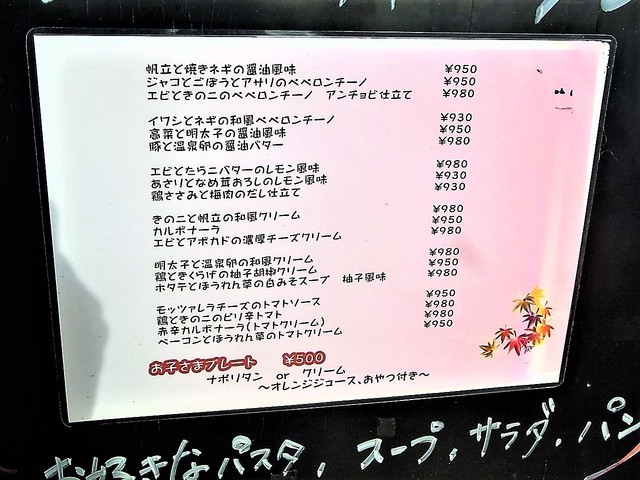 帆立と焼きネギの醤油風味 ¥950
ジャコとごぼうとアサリのペペロンチーノ ¥950
エビときのこのペペロンチーノ アンチョビ仕立て ¥980
イワシとネギの和風ペペロンチーノ ¥930
高菜と明太子の醤油風味 ¥950
豚と温泉卵の醤油バター ¥980
エビとたらこバターのレモン風味 ¥980
あさりとなめ茸おろしのレモン風味 ¥930
鶏ささみと梅肉のだし仕立て ¥930
きのこと帆立の和風クリーム ¥980
カルボナーラ ¥950
エビとアボカドの濃厚チーズクリーム ¥980
明太子と温泉卵の和風クリーム ¥980
鶏ときくらげの柚子胡椒クリーム ¥950
ホタテとほうれん草の白みそスープ 柚子風味 ¥980
モッツァレラチーズのトマトソース ¥950
鶏ときのこのピリ辛トマト ¥980
赤辛カルボナーラ(トマトクリーム) ¥980
ベーコンとほうれん草のトマトクリーム ¥950
お子さまプレート ¥500
ナポリタン or クリーム
～オレンジジュース、おやつ付き～
お好きなパスタ, スープ, サラダ, パン